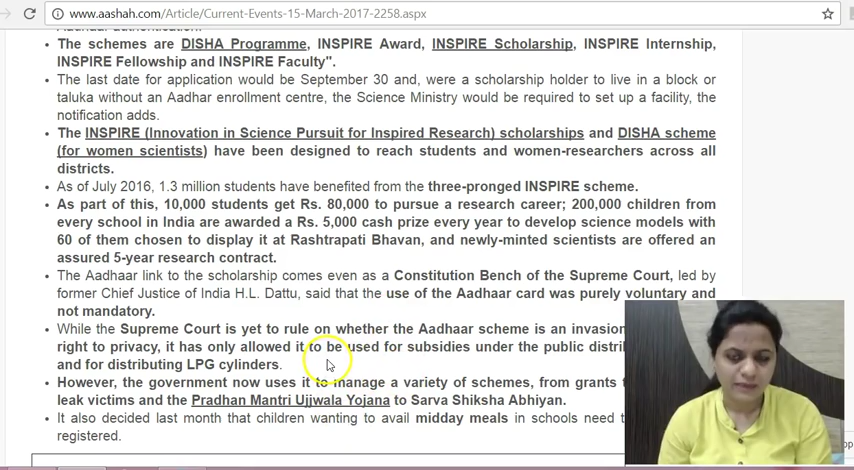 www.aashah.com/Article/Current-Events-15-March-2017-2258.aspx
The schemes are DISHA Programme, INSPIRE Award, INSPIRE Scholarship, INSPIRE Internship,
INSPIRE Fellowship and INSPIRE Faculty".
The last date for application would be September 30 and, were a scholarship holder to live in a block or
taluka without an Aadhar enrollment centre, the Science Ministry would be required to set up a facility, the
notification adds.
The INSPIRE (Innovation in Science Pursuit for Inspired Research) scholarships and DISHA scheme
(for women scientists) have been designed to reach students and women-researchers across all
districts.
As of July 2016, 1.3 million students have benefited from the three-pronged INSPIRE scheme.
As part of this, 10,000 students get Rs. 80,000 to pursue a research career; 200,000 children from
every school in India are awarded a Rs. 5,000 cash prize every year to develop science models with
60 of them chosen to display it at Rashtrapati Bhavan, and newly-minted scientists are offered an
assured 5-year research contract.
The Aadhaar link to the scholarship comes even as a Constitution Bench of the Supreme Court, led by
former Chief Justice of India H.L. Dattu, said that the use of the Aadhaar card was purely voluntary and
not mandatory.
While the Supreme Court is yet to rule on whether the Aadhaar scheme is an invasion
right to privacy, it has only allowed it to be used for subsidies under the public
and for distributing LPG cylinders.
However, the government now uses it to manage a variety of schemes, from grants
leak victims and the Pradhan Mantri Ujjwala Yojana to Sarva Shiksha Abhiyan.
It also decided last month that children wanting to avail midday meals in schools need
registered.